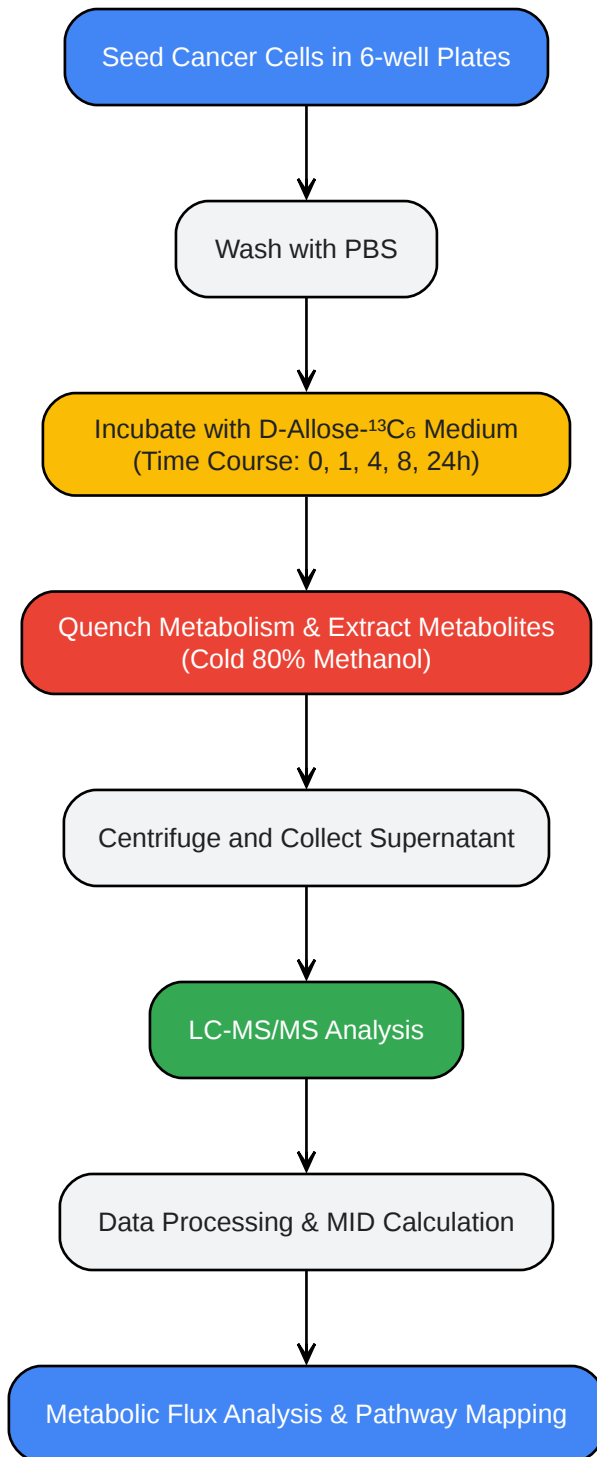 Seed Cancer Cells in 6-well Plates
Wash with PBS
Incubate with D-Allose-¹³C₆ Medium
(Time Course: 0, 1, 4, 8, 24h)
Quench Metabolism & Extract Metabolites
(Cold 80% Methanol)
Centrifuge and Collect Supernatant
LC-MS/MS Analysis
Data Processing & MID Calculation
Metabolic Flux Analysis & Pathway Mapping